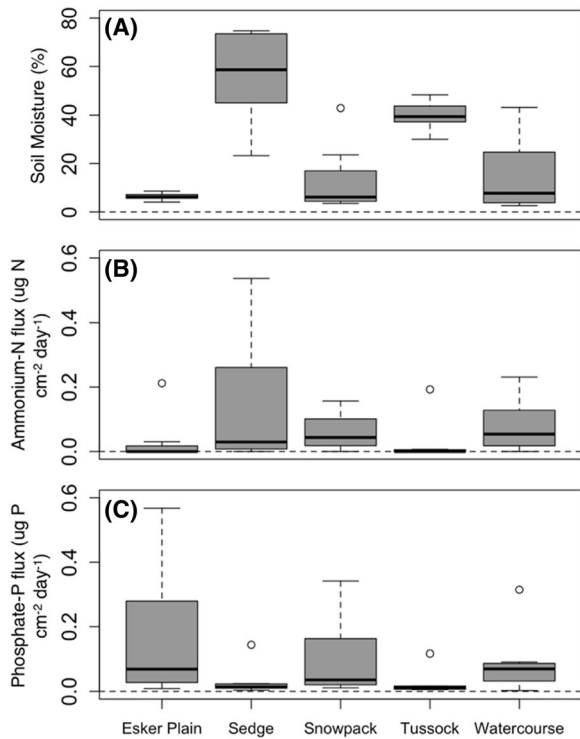 (A)
Soil Moisture (%)
80
60
40
20
0
(B)
Ammonium-N flux (ug N
cm-2 day-1)
0.6
0.4
0.2
0.0
(C)
Phosphate-P flux (ug P
cm-2 day-1)
0.6
0.4
0.2
0.0
Esker Plain Sedge Snowpack Tussock Watercourse